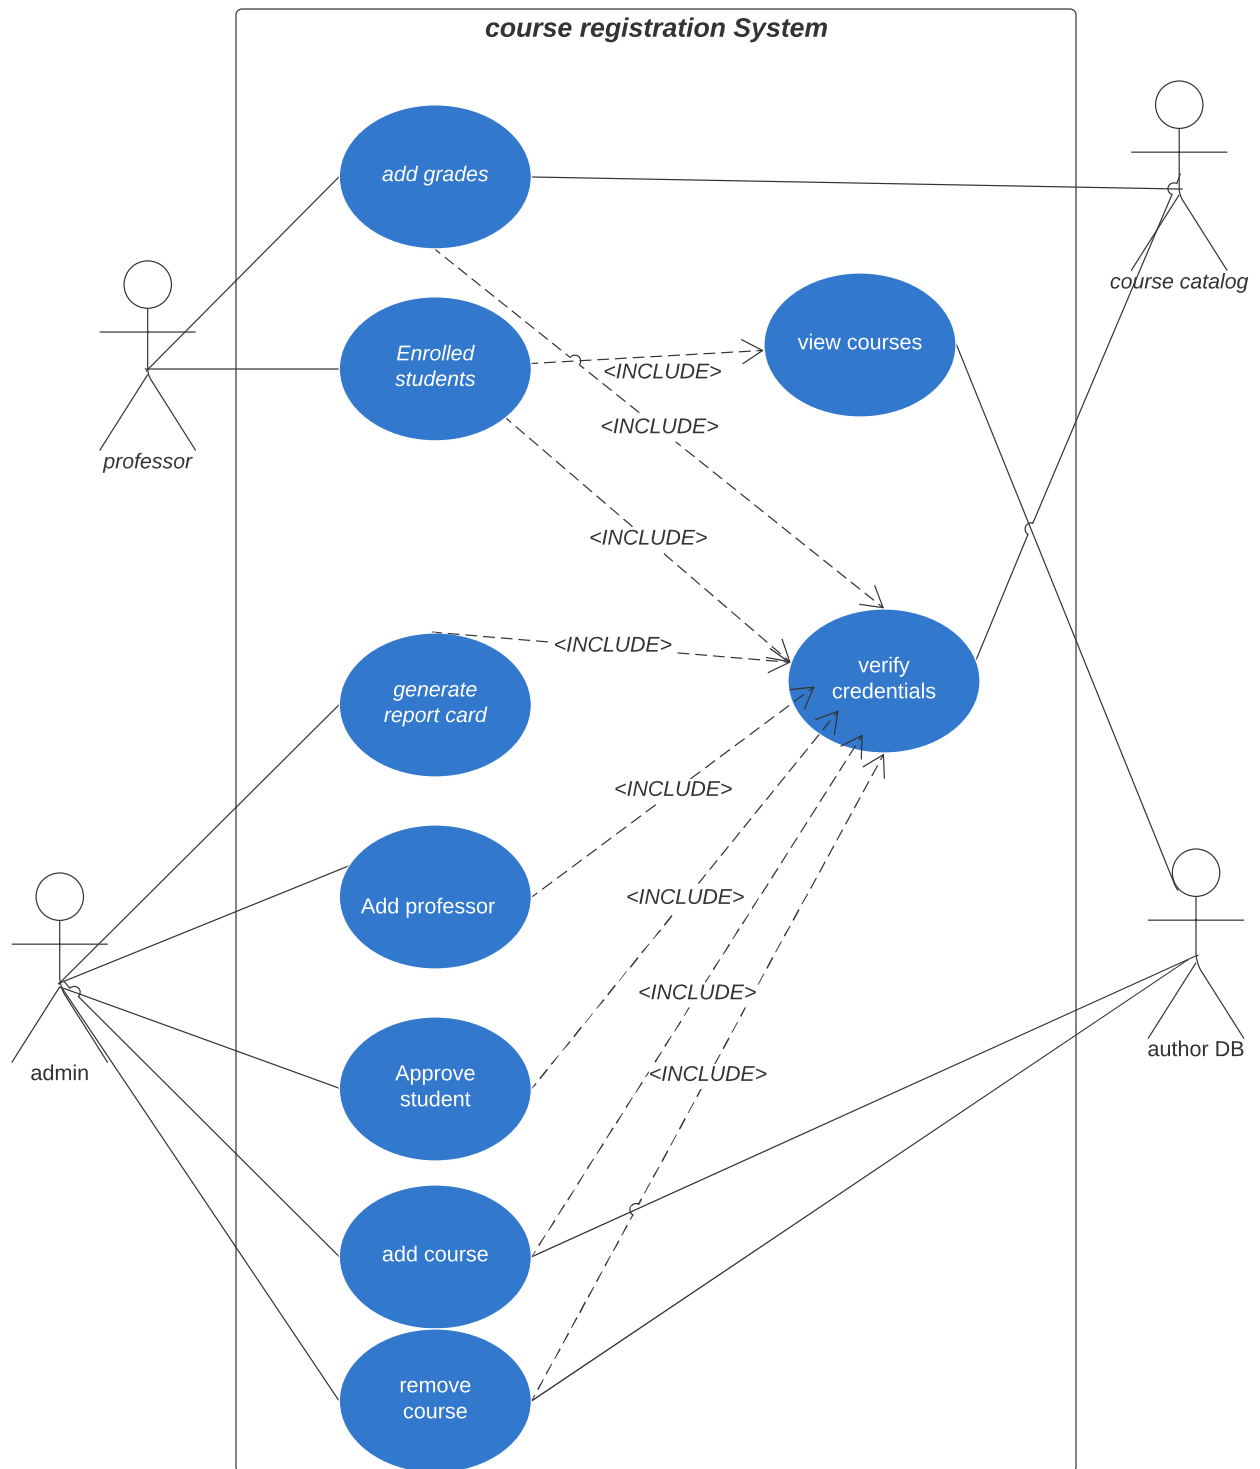 course registration System
add grades
course catalog
view courses
Enrolled
students
<INCLUDE>
<INCLUDE>
professor
<INCLUDE>
<INCLUDE>
verify
credentials
generate
report card
<INCLUDE>
Add professor
<INCLUDE>
<INCLUDE>
author DB
admin
Approve
student
<INCLUDE>
add course
remove
course